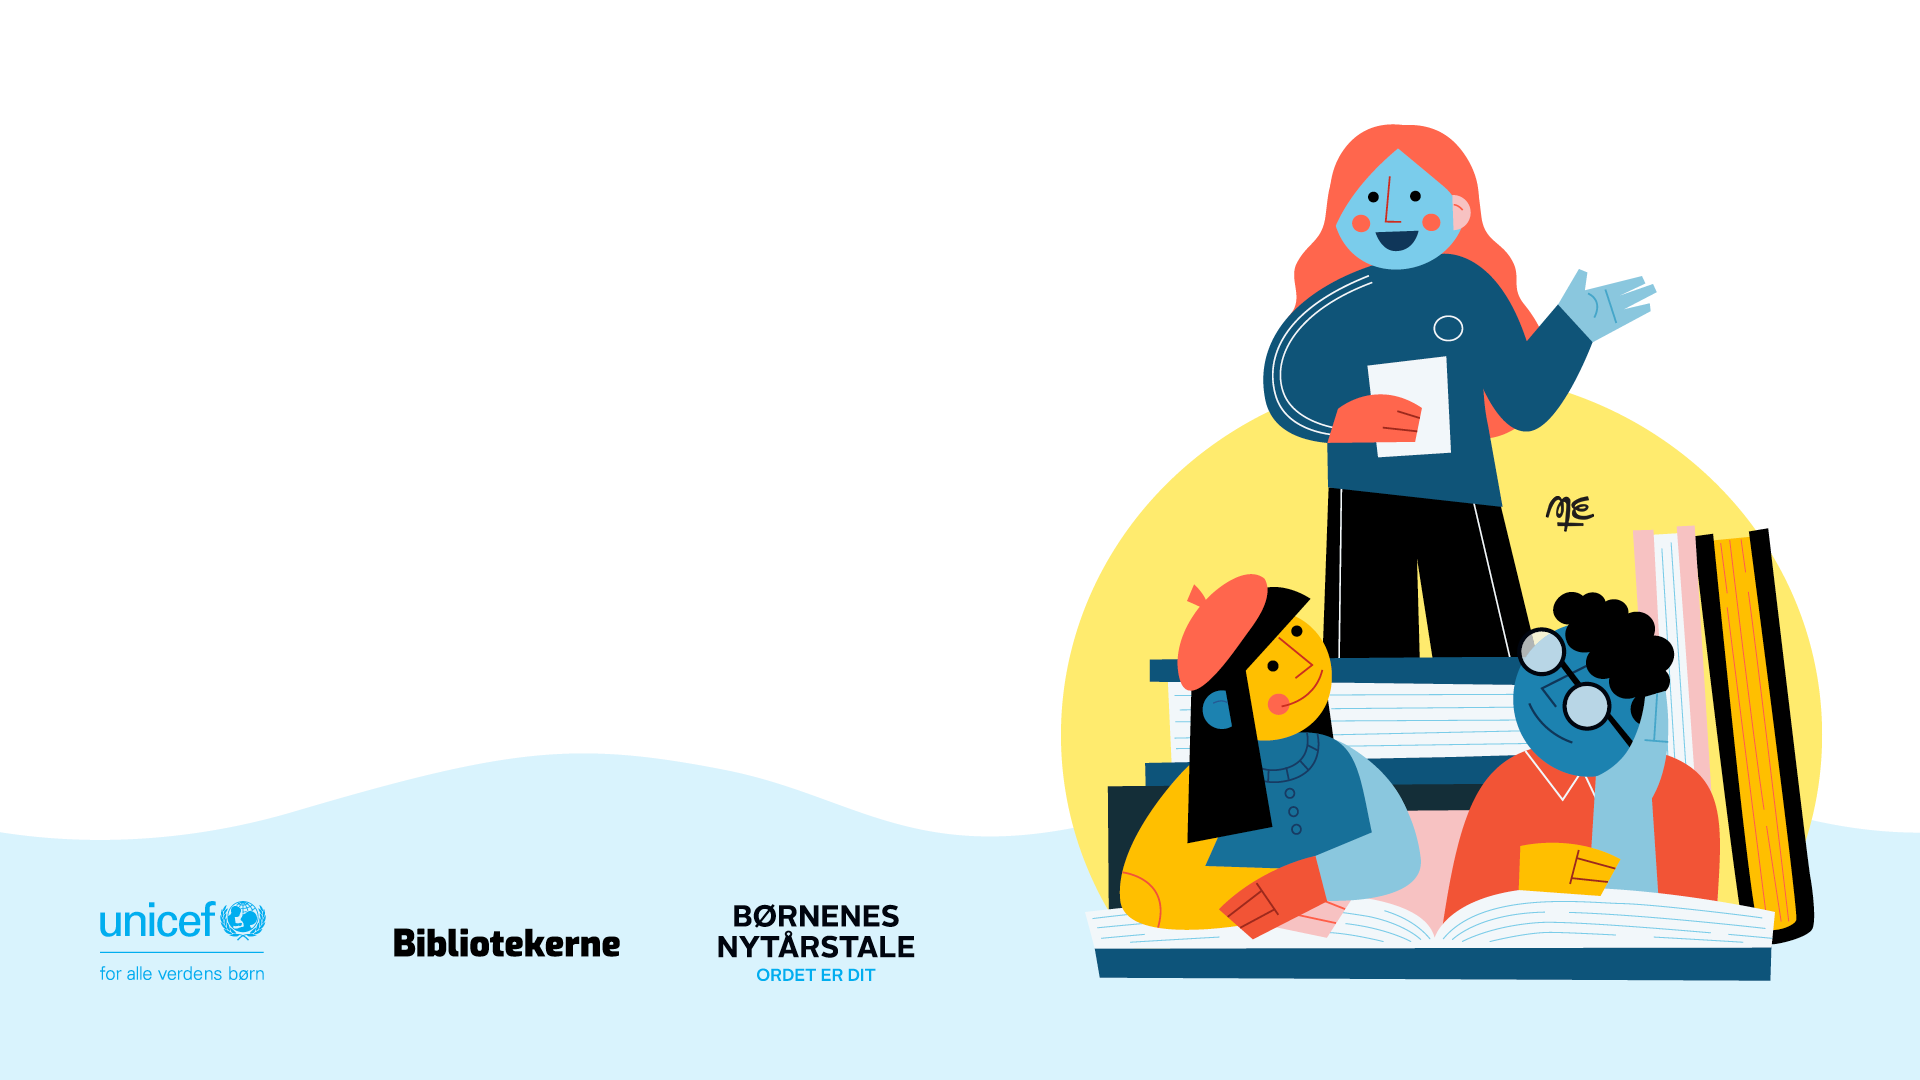 unicef
for alle verdens børn
Bibliotekerne
BØRNENES
NYTÅRSTALE
ORDET ER DIT